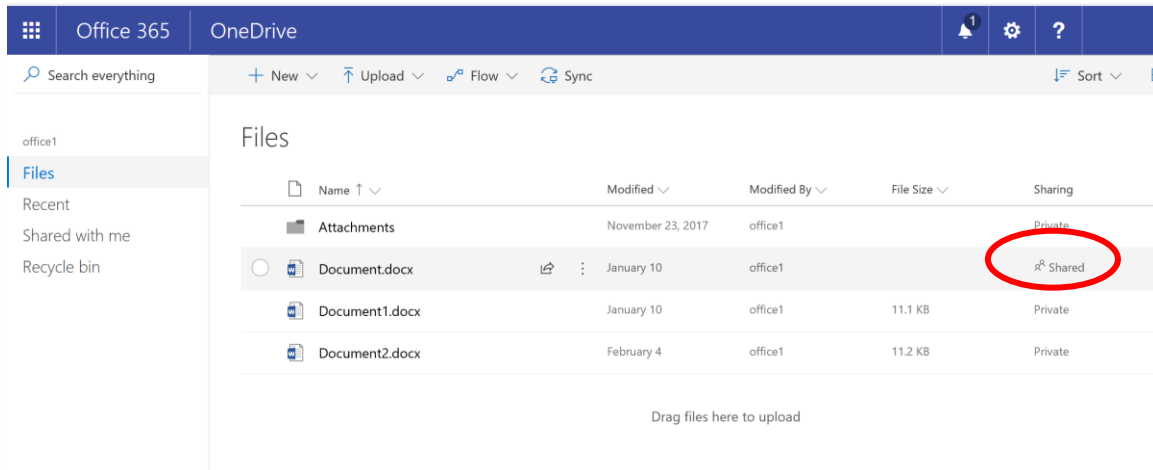 Office 365 OneDrive 1 ?
Search everything New Upload Flow Sync Sort
office1
Files
Recent
Shared with me
Recycle bin
Files
Name Modified Modified By File Size Sharing
Attachments November 23, 2017 office1 Private
Document.docx January 10 office1 Shared
Document1.docx January 10 office1 11.1 KB Private
Document2.docx February 4 office1 11.2 KB Private
Drag files here to upload